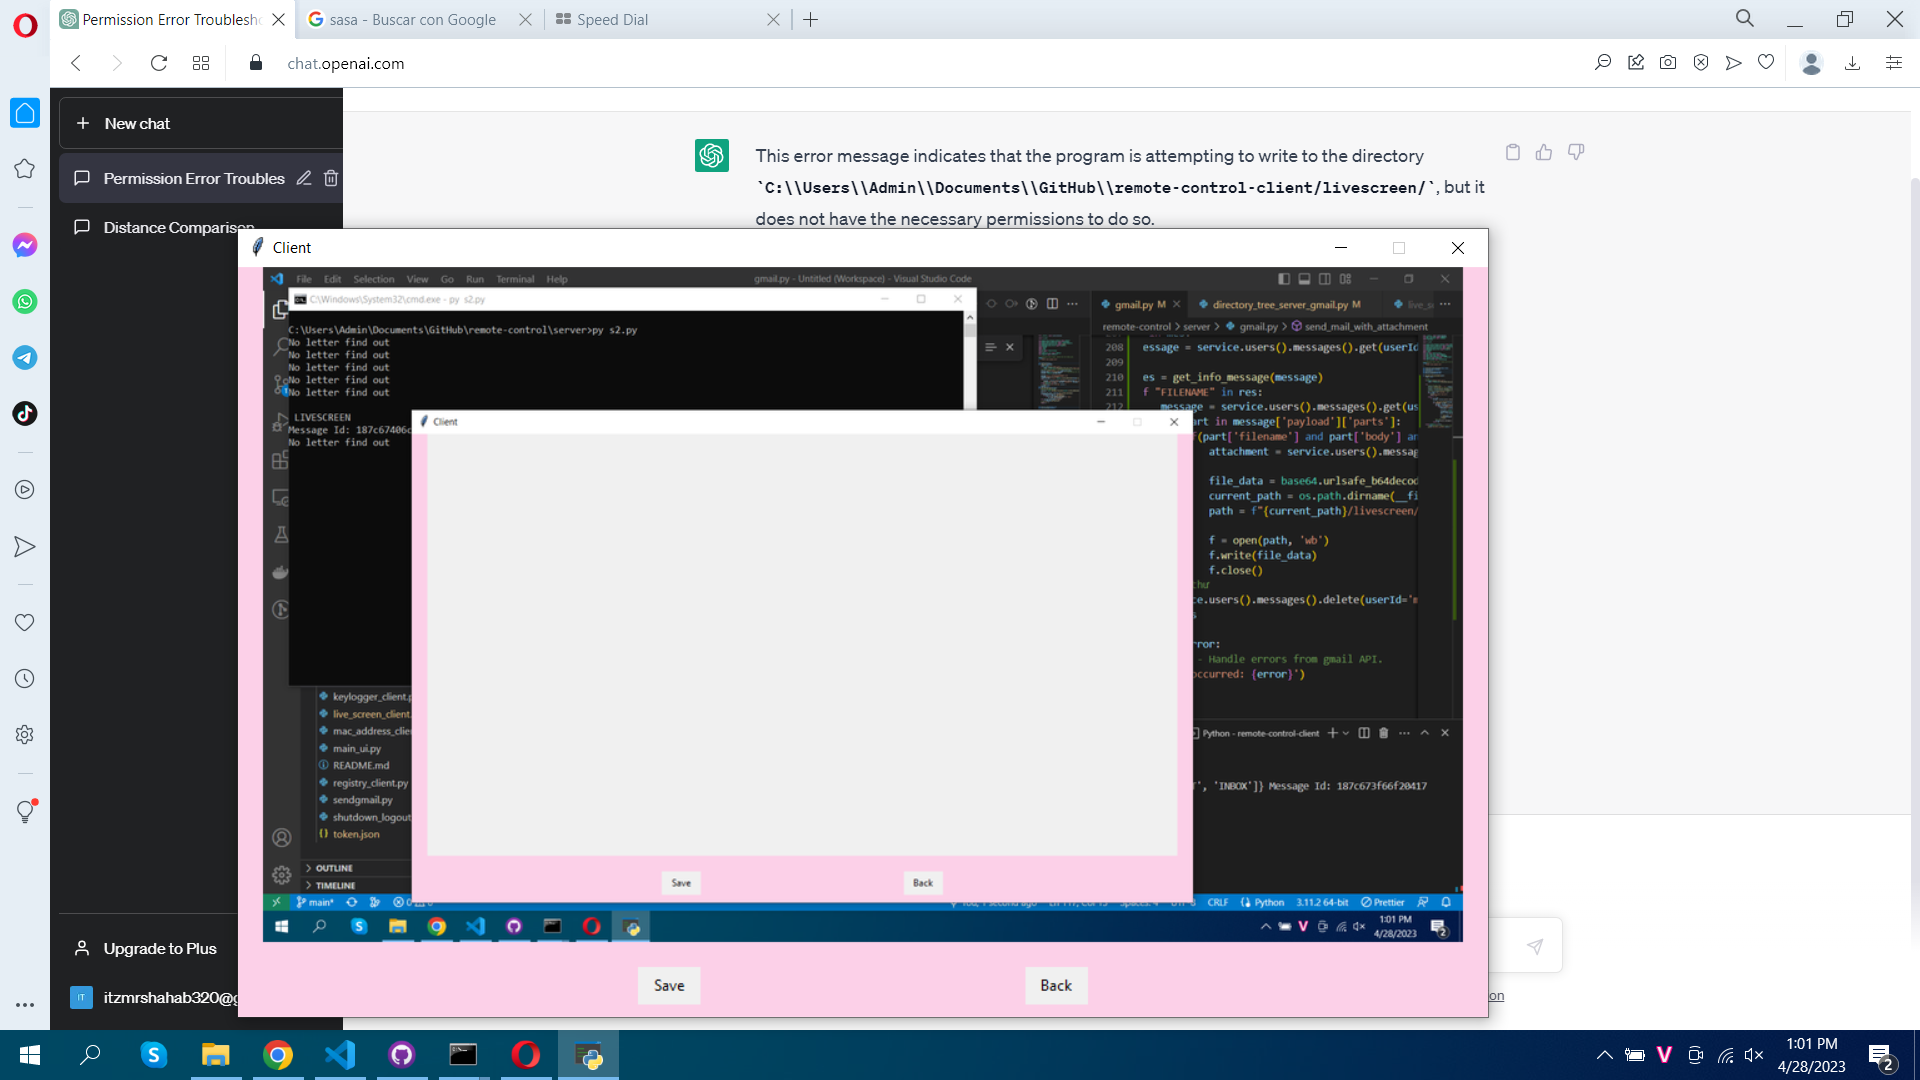 Permission Error Troublesho
sasa - Buscar con Google
Speed Dial
chat.openai.com
New chat
Permission Error Troubles
Distance Comparison
This error message indicates that the program is attempting to write to the directory
`C:\\Users\\Admin\\Documents\\GitHub\\remote-control-client/livescreen/`, but it
does not have the necessary permissions to do so.
Client
File Edit Selection View Go Run Terminal Help
gmail.py - Untitled (Workspace) - Visual Studio Code
C:\Windows\System32\cmd.exe - py s2.py
C:\Users\Admin\Documents\GitHub\remote-control\server>py s2.py
No letter find out
No letter find out
No letter find out
No letter find out
No letter find out
LIVESCREEN
Message Id: 187c67406c
No letter find out
gmail.py M
directory_tree_server_gmail.py M
live_s
remote-control > server > gmail.py > send_mail_with_attachment
208 essage = service.users().messages().get(userId
209
210 es = get_info_message(message)
211 f "FILENAME" in res:
212 message = service.users().messages().get(us
art in message['payload']['parts']:
f(part['filename'] and part['body'] an
attachment = service.users().messag
file_data = base64.urlsafe_b64decod
current_path = os.path.dirname(__fi
path = f"{current_path}/livescreen/
f = open(path, 'wb')
f.write(file_data)
f.close()
thư
ce.users().messages().delete(userId='m
s
rror:
- Handle errors from gmail API.
occurred: {error}')
Client
Save
Back
keylogger_client.p
live_screen_client.
mac_address_clie
main_ui.py
README.md
registry_client.py
sendgmail.py
shutdown_logout
token.json
OUTLINE
TIMELINE
Python - remote-control-client
T', 'INBOX']} Message Id: 187c673f66f20417
main*
CRLF
Python
3.11.2 64-bit
Prettier
1:01 PM
4/28/2023
2
Save
Back
Upgrade to Plus
IT
itzmrshahab320@g
on
1:01 PM
4/28/2023
2